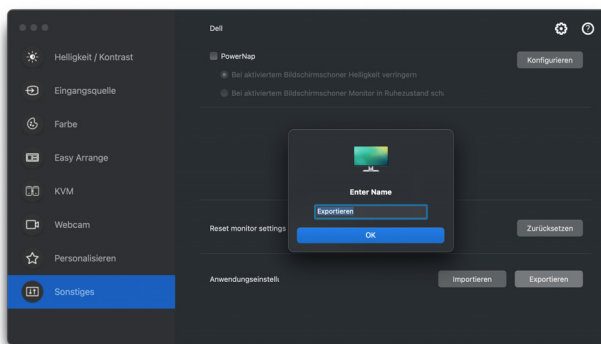 Dell
Helligkeit / Kontrast
PowerNap
Konfigurieren
Bei aktiviertem Bildschirmschoner Helligkeit verringern
Eingangsquelle
Bei aktiviertem Bildschirmschoner Monitor in Ruhezustand sch
Farbe
Easy Arrange
KVM
Enter Name
Exportieren
OK
Webcam
Reset monitor settings
Zurücksetzen
Personalisieren
Anwendungseinstell
Importieren
Exportieren
Sonstiges